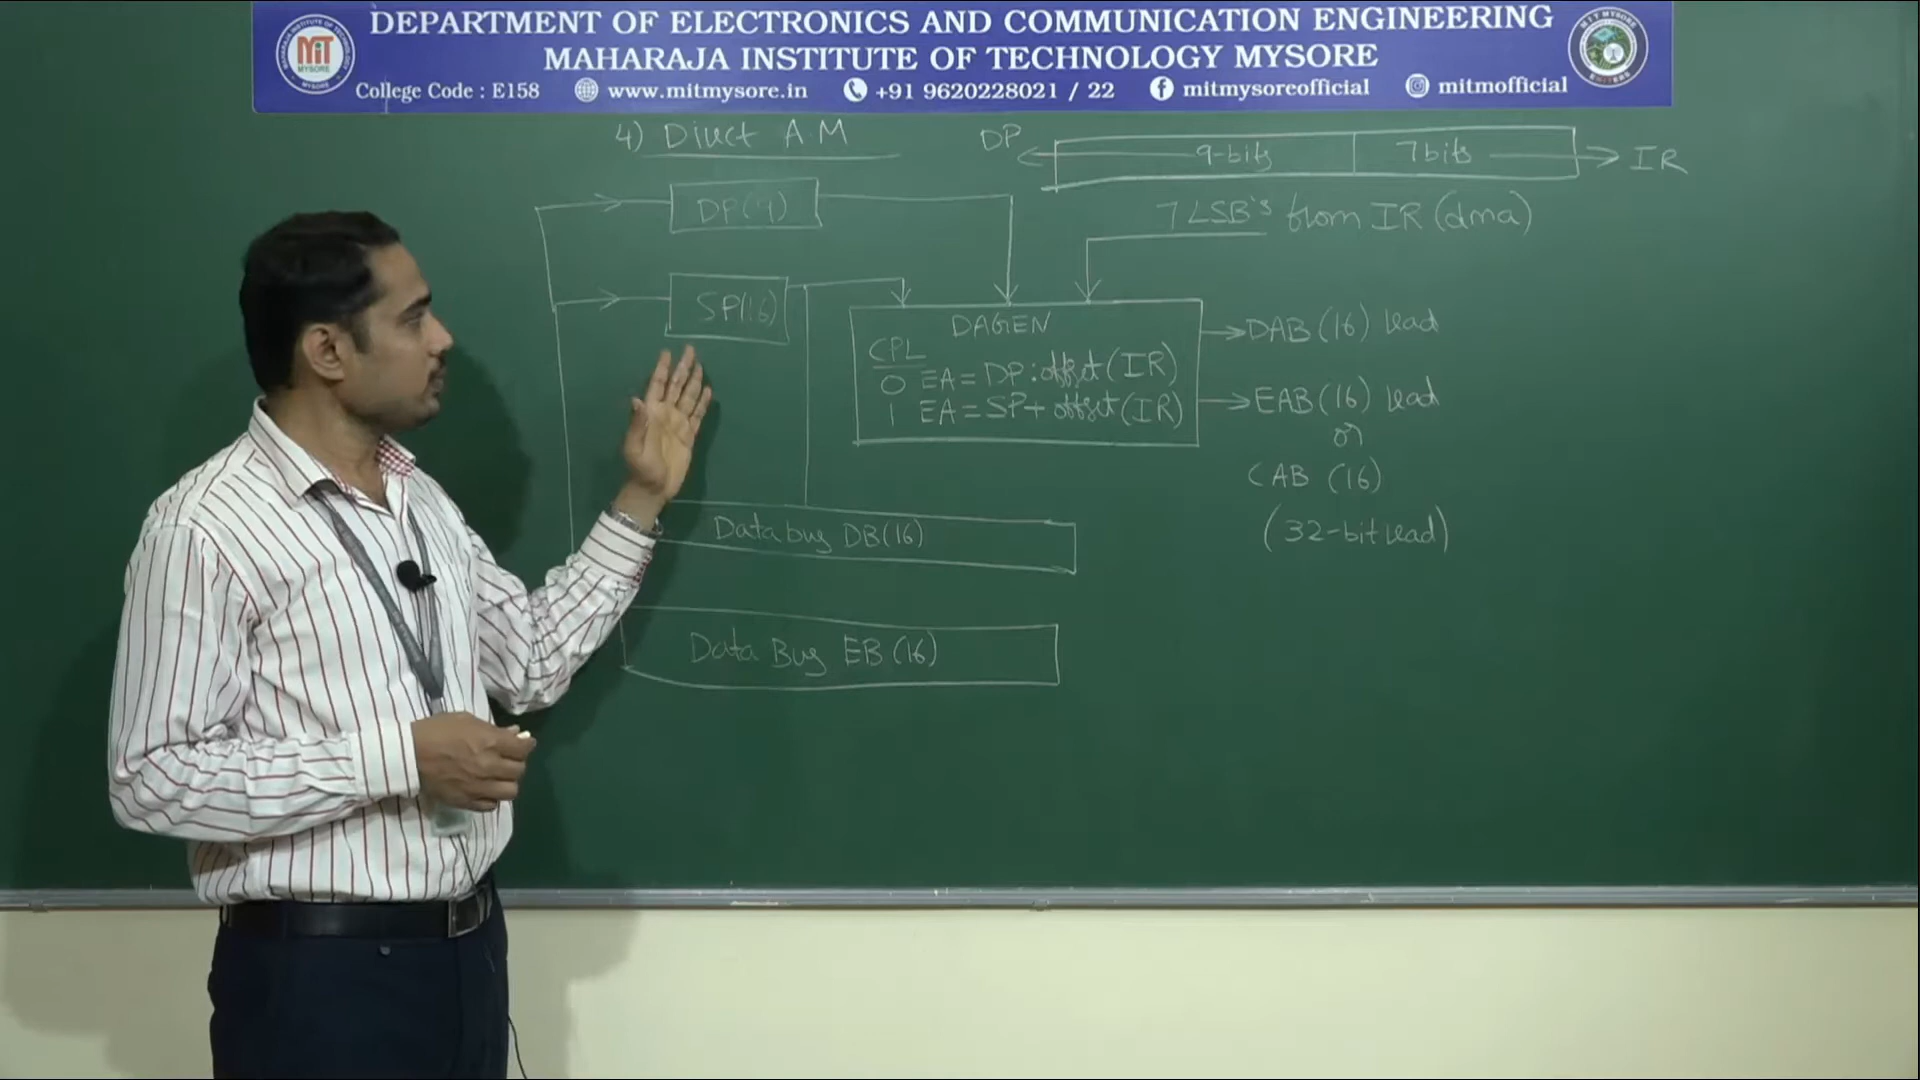 DEPARTMENT OF ELECTRONICS AND COMMUNICATION ENGINEERING
MAHARAJA INSTITUTE OF TECHNOLOGY MYSORE
College Code : E158 www.mitmysore.in +91 9620228021 / 22 mitmysoreofficial mitmofficial
MIT
MYSORE
4) Direct A.M
DP 9-bits 7bits IR
DP(9)
7 LSB's from IR (dma)
SP(16)
DAGEN
CPL
0 EA = DP:offset(IR)
1 EA = SP+ offset(IR)
DAB (16) read
EAB (16) read
or
CAB (16)
(32-bit read)
Data bus DB(16)
Data Bus EB (16)